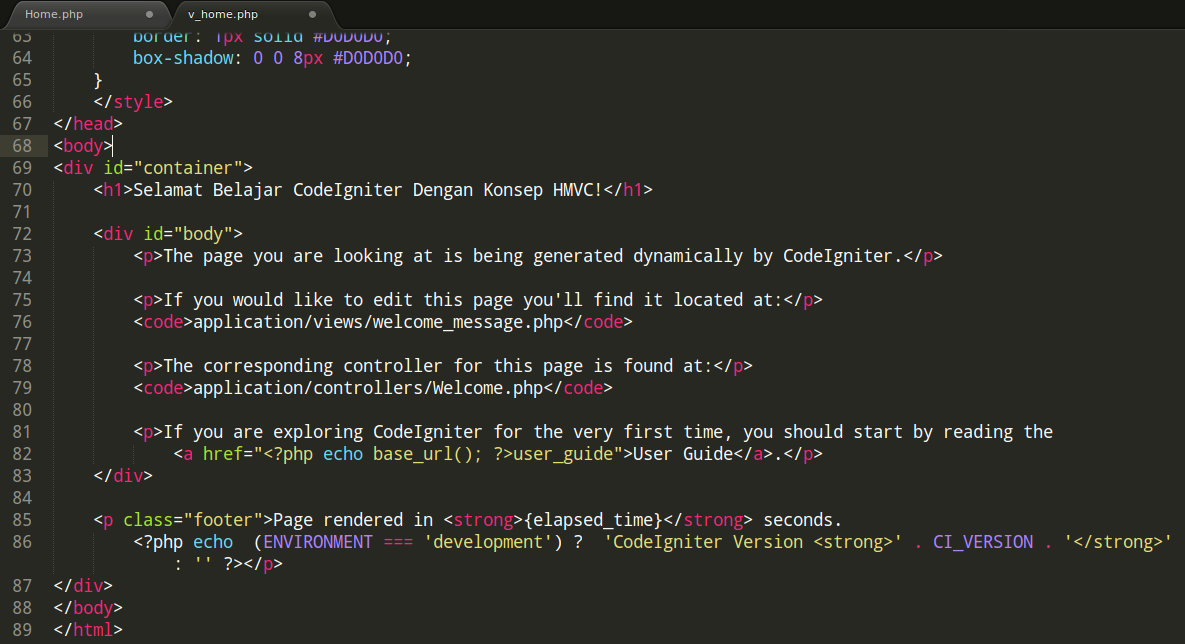 Home.php
v_home.php
63 border: 1px solid #D0D0D0;
64 box-shadow: 0 0 8px #D0D0D0;
65 }
66 </style>
67 </head>
68 <body>
69 <div id="container">
70 <h1>Selamat Belajar CodeIgniter Dengan Konsep HMVC!</h1>
71
72 <div id="body">
73 <p>The page you are looking at is being generated dynamically by CodeIgniter.</p>
74
75 <p>If you would like to edit this page you'll find it located at:</p>
76 <code>application/views/welcome_message.php</code>
77
78 <p>The corresponding controller for this page is found at:</p>
79 <code>application/controllers/Welcome.php</code>
80
81 <p>If you are exploring CodeIgniter for the very first time, you should start by reading the
82 <a href="<?php echo base_url(); ?>user_guide">User Guide</a>.</p>
83 </div>
84
85 <p class="footer">Page rendered in <strong>{elapsed_time}</strong> seconds.
86 <?php echo  (ENVIRONMENT === 'development') ?  'CodeIgniter Version <strong>' . CI_VERSION . '</strong>'
: '' ?></p>
87 </div>
88 </body>
89 </html>